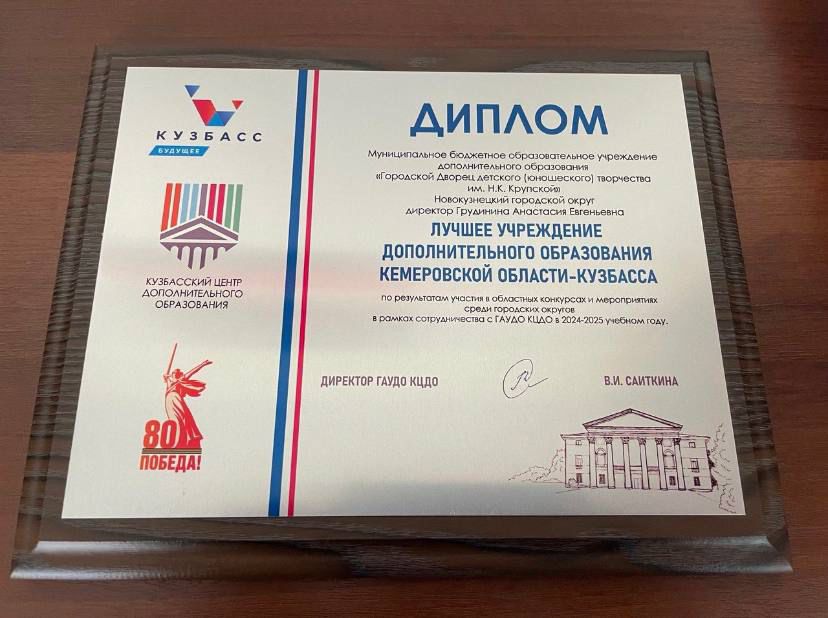 КУЗБАСС
БУДУЩЕЕ
КУЗБАССКИЙ ЦЕНТР
ДОПОЛНИТЕЛЬНОГО
ОБРАЗОВАНИЯ
80
ПОБЕДА!
ДИПЛОМ
Муниципальное бюджетное образовательное учреждение
дополнительного образования
«Городской Дворец детского (юношеского) творчества
им. Н.К. Крупской»
Новокузнецкий городской округ
директор Грудинина Анастасия Евгеньевна
ЛУЧШЕЕ УЧРЕЖДЕНИЕ
ДОПОЛНИТЕЛЬНОГО ОБРАЗОВАНИЯ
КЕМЕРОВСКОЙ ОБЛАСТИ-КУЗБАССА
по результатам участия в областных конкурсах и мероприятиях
среди городских округов
в рамках сотрудничества с ГАУДО КЦДО в 2024-2025 учебном году.
ДИРЕКТОР ГАУДО КЦДО
В.И. САИТКИНА